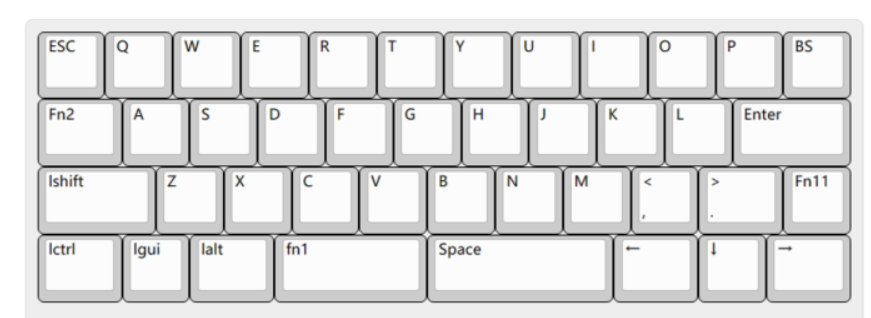 ESC Q W E R T Y U I O P BS
Fn2 A S D F G H J K L Enter
lshift Z X C V B N M < > Fn11
, .
lctrl lgui lalt fn1 Space ← ↓ →